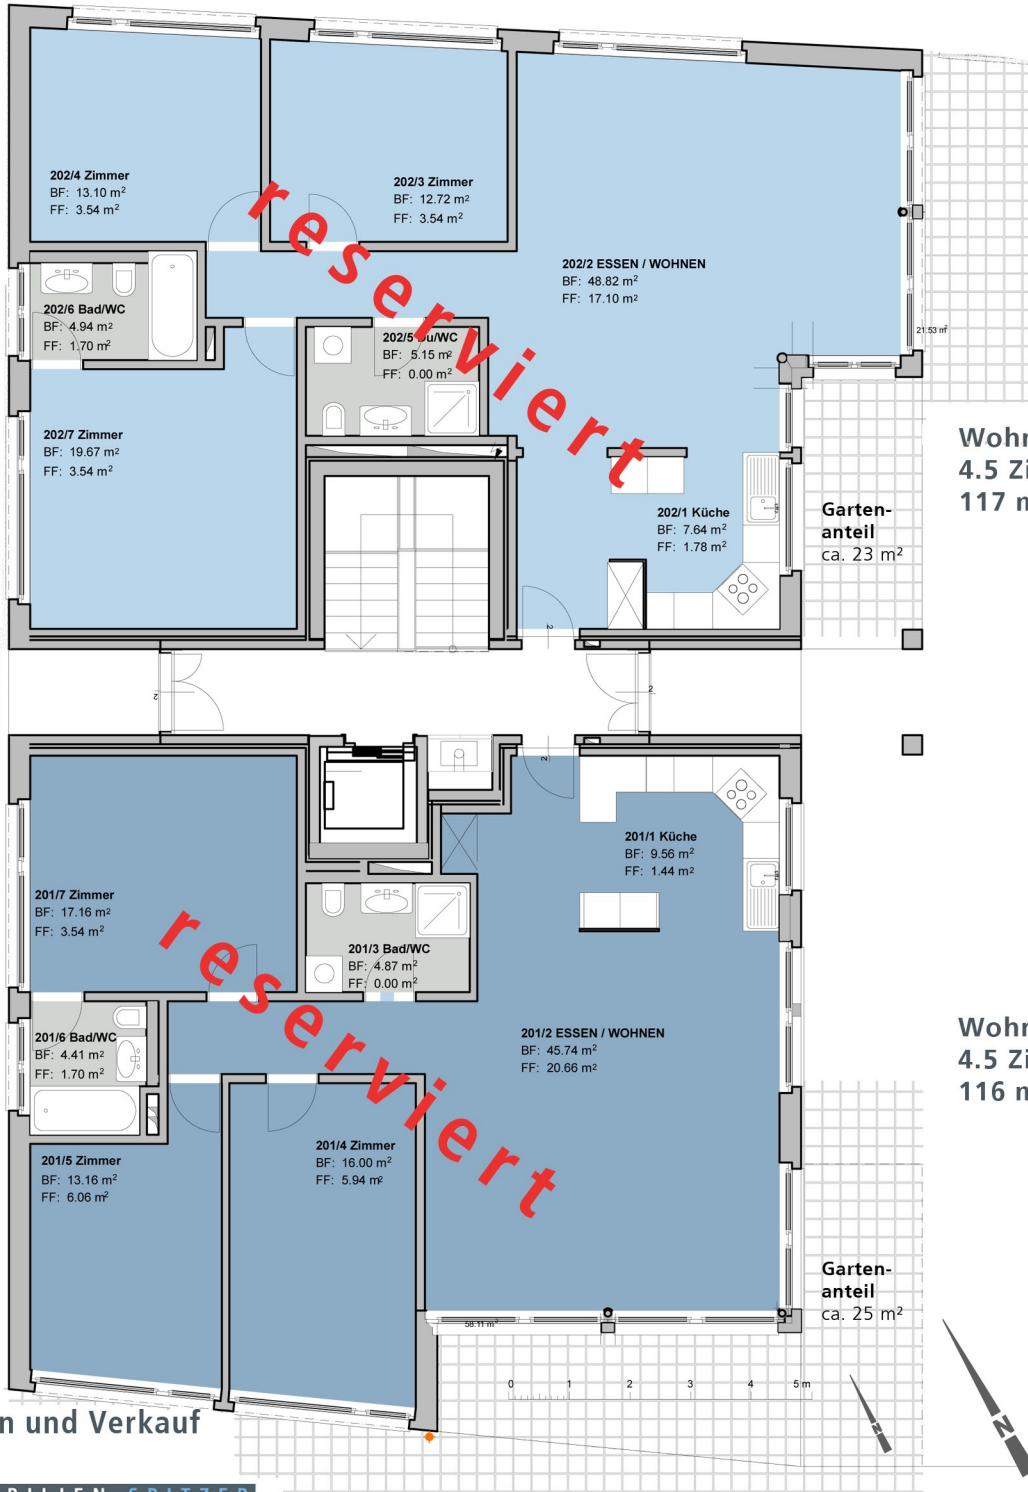 202/4 Zimmer
BF: 13.10 m²
FF: 3.54 m²
202/3 Zimmer
BF: 12.72 m²
FF: 3.54 m²
reserviert
202/2 ESSEN / WOHNEN
BF: 48.82 m²
FF: 17.10 m²
202/6 Bad/WC
BF: 4.94 m²
FF: 1.70 m²
202/5 Du/WC
BF: 5.15 m²
FF: 0.00 m²
21.53 m²
202/7 Zimmer
BF: 19.67 m²
FF: 3.54 m²
Wohn
4.5 Zi
117 m
202/1 Küche
BF: 7.64 m²
FF: 1.78 m²
Garten-
anteil
ca. 23 m²
2
2
2
2
201/1 Küche
BF: 9.56 m²
FF: 1.44 m²
201/7 Zimmer
BF: 17.16 m²
FF: 3.54 m²
reserviert
201/3 Bad/WC
BF: 4.87 m²
FF: 0.00 m²
201/6 Bad/WC
BF: 4.41 m²
FF: 1.70 m²
201/2 ESSEN / WOHNEN
BF: 45.74 m²
FF: 20.66 m²
Wohn
4.5 Zi
116 m
201/5 Zimmer
BF: 13.16 m²
FF: 6.06 m²
201/4 Zimmer
BF: 16.00 m²
FF: 5.94 m²
Garten-
anteil
ca. 25 m²
58.11 m²
0 1 2 3 4 5 m
N
N
n und Verkauf
BILIEN SPITZER